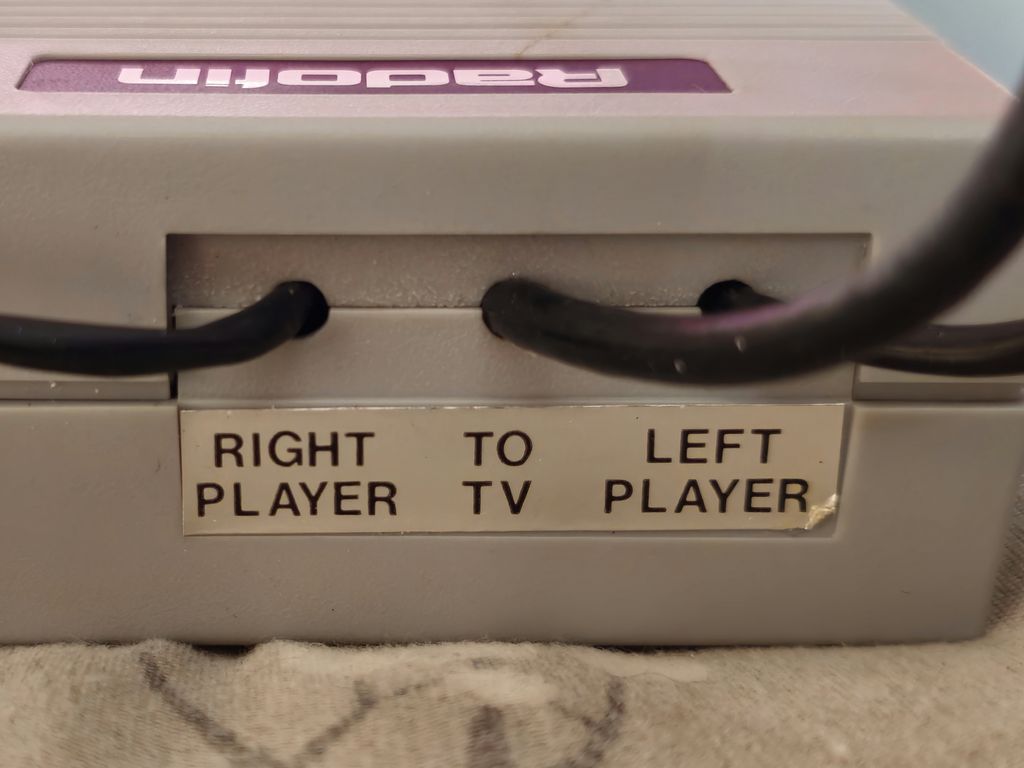 Radofin
RIGHT TO LEFT
PLAYER TV PLAYER